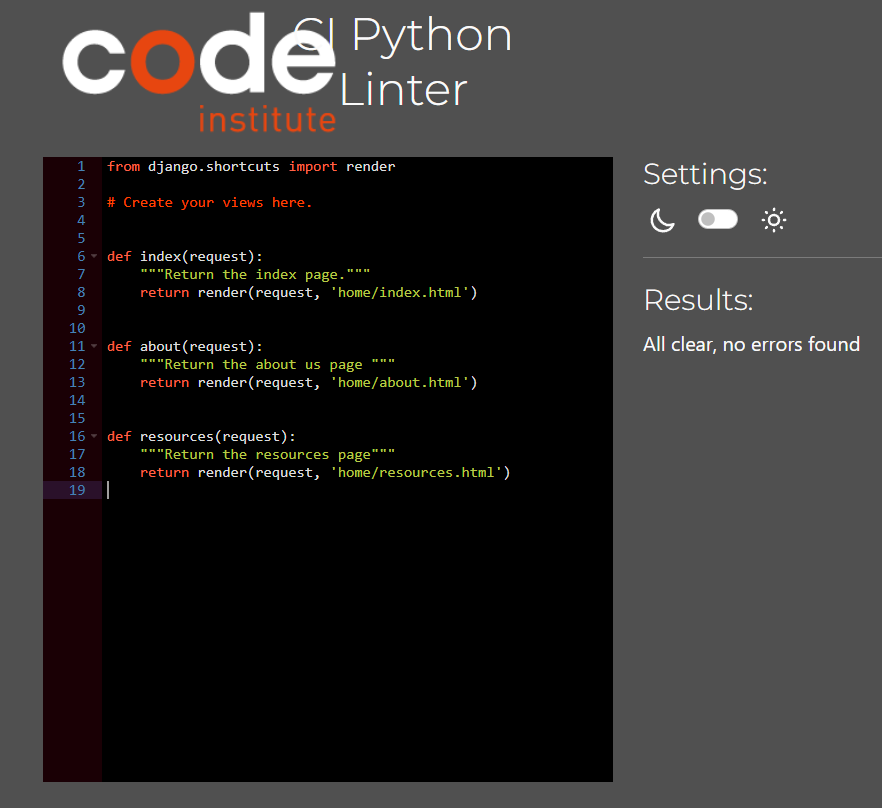 code
institute
CI Python
Linter
1 from django.shortcuts import render
2
3 # Create your views here.
4
5
6 def index(request):
7     """Return the index page."""
8     return render(request, 'home/index.html')
9
10
11 def about(request):
12     """Return the about us page """
13     return render(request, 'home/about.html')
14
15
16 def resources(request):
17     """Return the resources page"""
18     return render(request, 'home/resources.html')
19
Settings:
Results:
All clear, no errors found